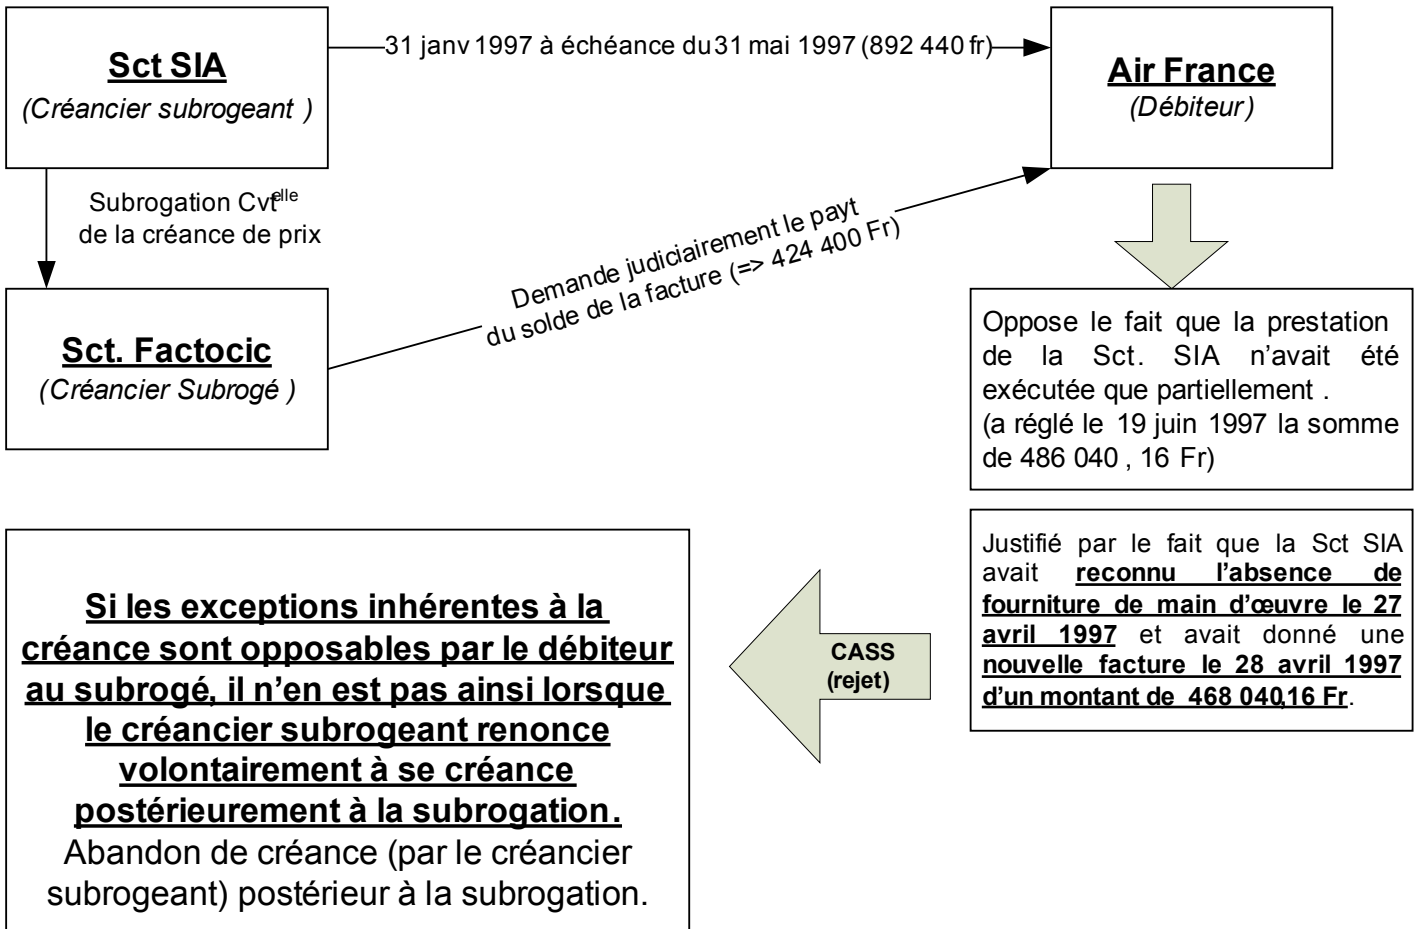 Sct SIA
(Créancier subrogeant )
31 janv 1997 à échéance du 31 mai 1997 (892 440 fr)
Air France
(Débiteur)
Subrogation Cvtelle
de la créance de prix
Sct. Factocic
(Créancier Subrogé )
Demande judiciairement le payt
du solde de la facture (=> 424 400 Fr)
Oppose le fait que la prestation
de la Sct. SIA n’avait été
exécutée que partiellement .
(a réglé le 19 juin 1997 la somme
de 486 040 , 16 Fr)
Justifié par le fait que la Sct SIA
avait reconnu l’absence de
fourniture de main d’œuvre le 27
avril 1997 et avait donné une
nouvelle facture le 28 avril 1997
d’un montant de 468 040,16 Fr.
CASS
(rejet)
Si les exceptions inhérentes à la
créance sont opposables par le débiteur
au subrogé, il n’en est pas ainsi lorsque
le créancier subrogeant renonce
volontairement à se créance
postérieurement à la subrogation.
Abandon de créance (par le créancier
subrogeant) postérieur à la subrogation.